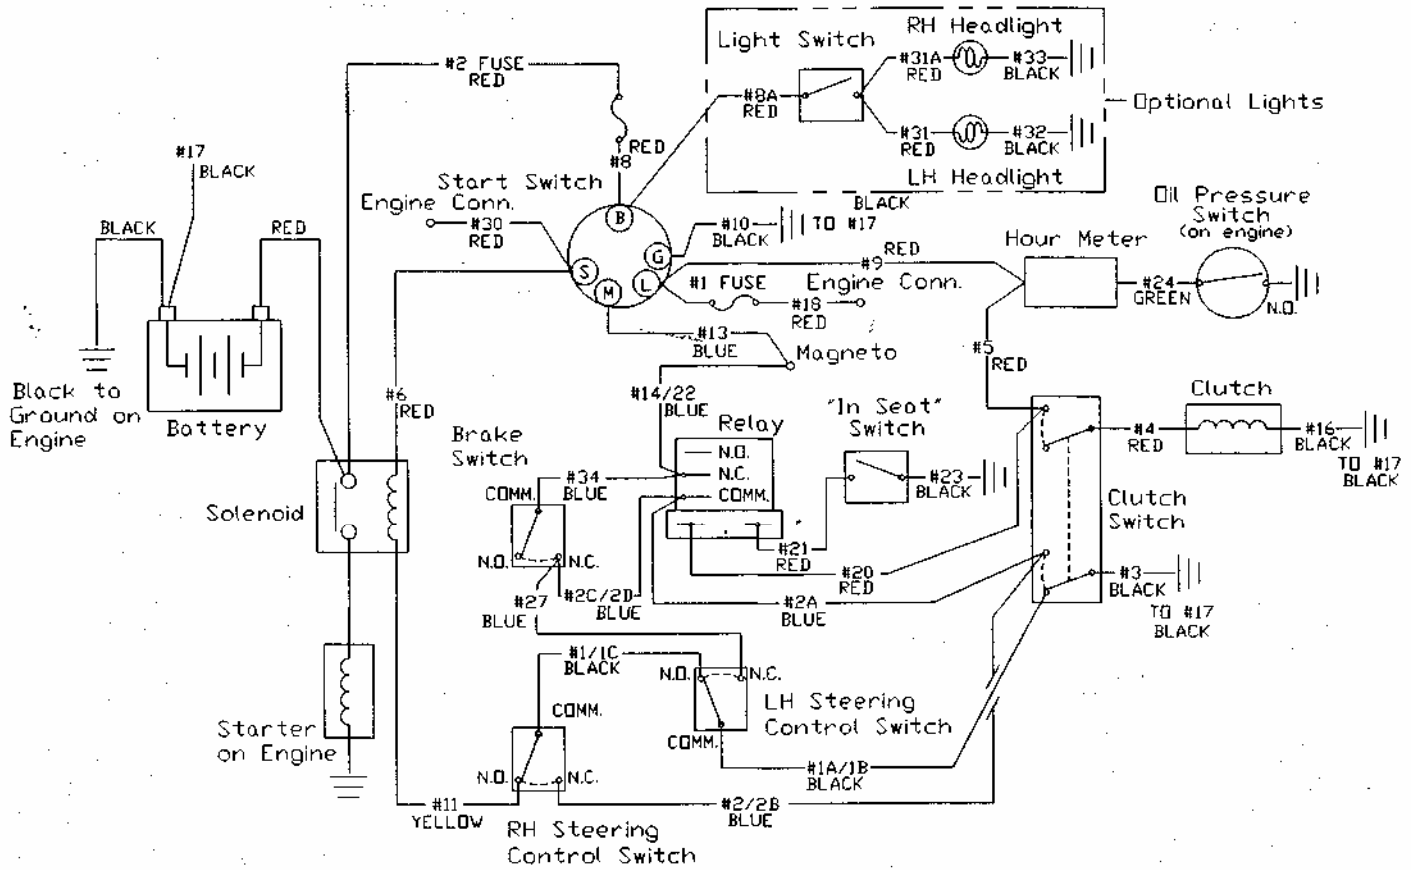 #2 FUSE
RED
Light Switch
RH Headlight
#31A
RED
#33
BLACK
#8A
RED
#31
RED
#32
BLACK
LH Headlight
Optional Lights
RED
#8
#17
BLACK
Start Switch
Engine Conn.
#30
RED
B
G
L
M
S
BLACK
#10
BLACK
TO #17
Oil Pressure
Switch
(on engine)
Hour Meter
RED
#9
#24
GREEN
N.O.
BLACK
RED
#1 FUSE
Engine Conn.
#18
RED
#13
BLUE
Magneto
#5
RED
Black to
Ground on
Engine
Battery
#6
RED
#14/22
BLUE
Relay
N.O.
N.C.
COMM.
"In Seat"
Switch
#23
BLACK
Clutch
#4
RED
#16
BLACK
TO #17
BLACK
Brake
Switch
COMM.
#34
BLUE
N.O.
N.C.
Solenoid
#21
RED
#20
RED
Clutch
Switch
#3
BLACK
TO #17
BLACK
#27
BLUE
#2C/2D
BLUE
#2A
BLUE
#1/1C
BLACK
N.O.
N.C.
LH Steering
Control Switch
COMM.
COMM.
Starter
on Engine
N.O.
N.C.
#1A/1B
BLACK
#11
YELLOW
#2/2B
BLUE
RH Steering
Control Switch